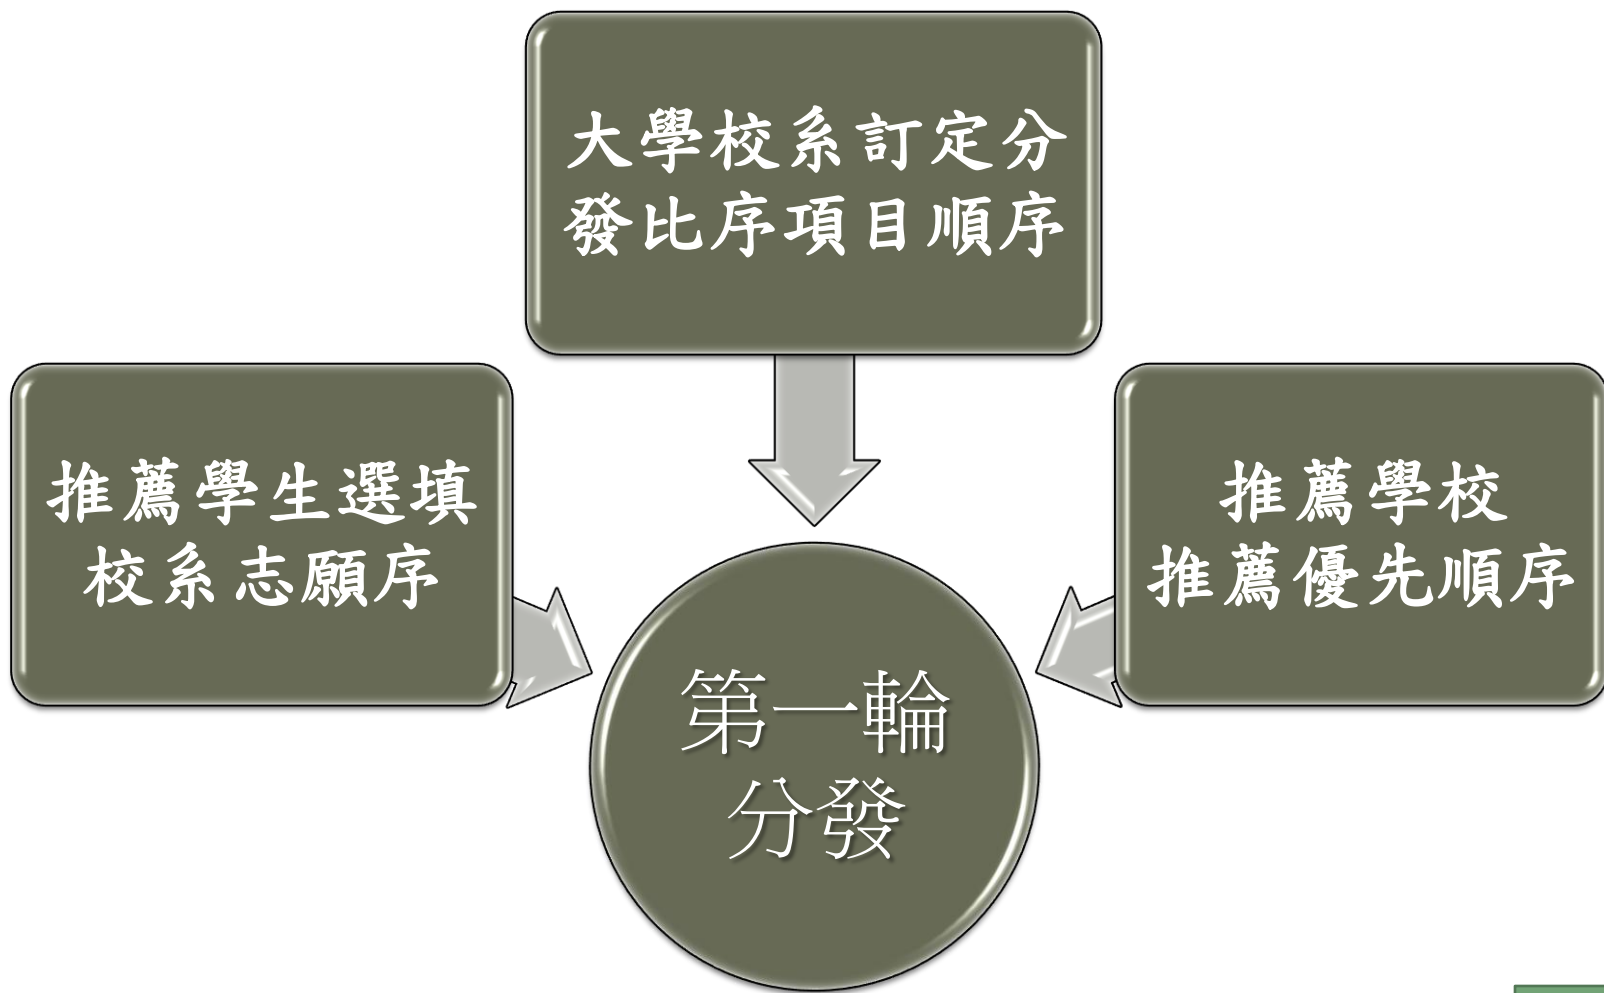 大學校系訂定分
發比序項目順序
推薦學生選填
校系志願序
推薦學校
推薦優先順序
第一輪
分發